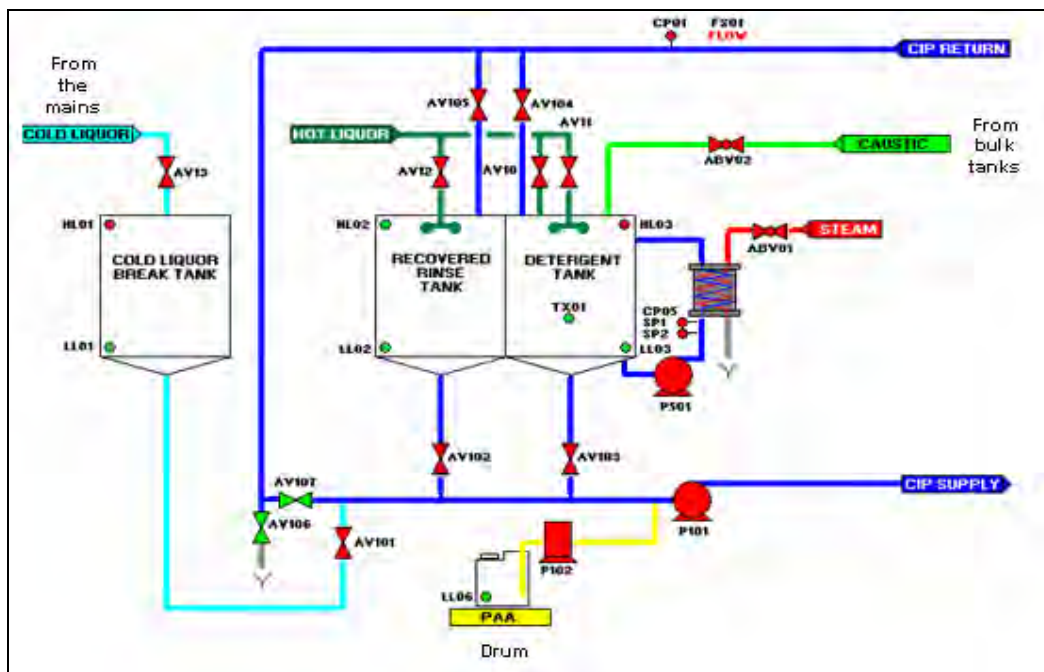 CP01 FS01
FLOW
CIP RETURN
From
the
mains
COLD LIQUOR
AV13
AV105
AV104
HOT LIQUOR
AV11
AV12
AV10
ABV02
CAUSTIC
From
bulk
tanks
HL01
HL02
HL03
STEAM
ABV01
COLD LIQUOR
BREAK TANK
RECOVERED
RINSE
TANK
DETERGENT
TANK
TX01
CP05
SP1
SP2
LL01
LL02
LL03
P501
AV102
AV103
AV107
CIP SUPPLY
AV106
AV101
P101
P102
LL06
PAA
Drum